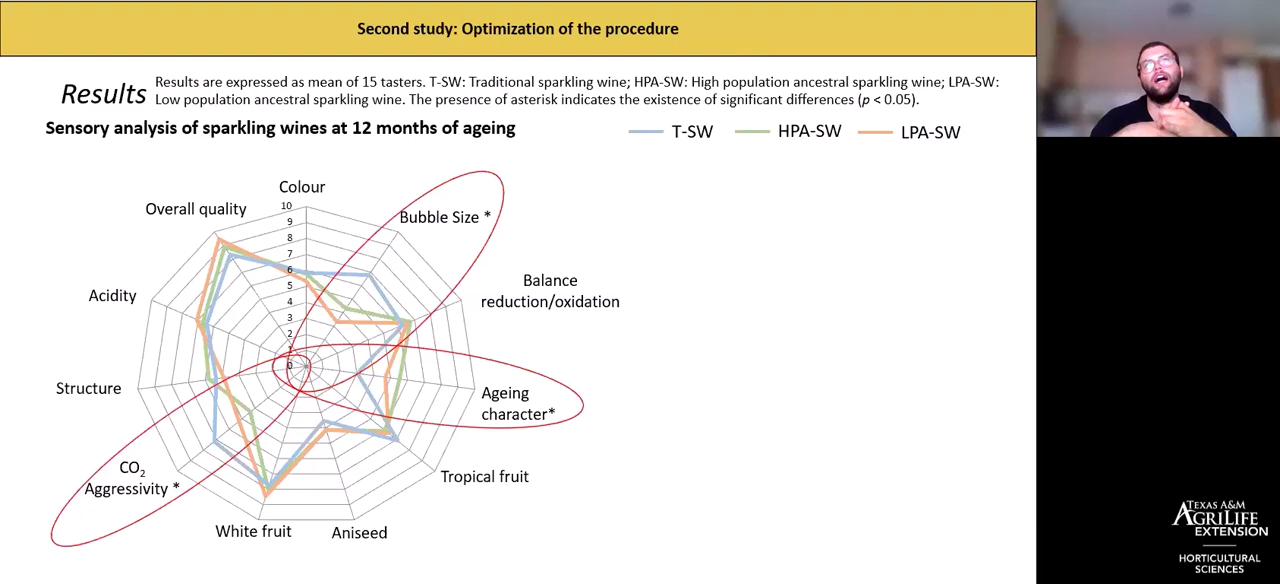 Second study: Optimization of the procedure
Results
Results are expressed as mean of 15 tasters. T-SW: Traditional sparkling wine; HPA-SW: High population ancestral sparkling wine; LPA-SW:
Low population ancestral sparkling wine. The presence of asterisk indicates the existence of significant differences (p < 0.05).
Sensory analysis of sparkling wines at 12 months of ageing
T-SW
HPA-SW
LPA-SW
Colour
Overall quality
Bubble Size *
Balance
reduction/oxidation
Acidity
Structure
Ageing
character*
CO2
Aggressivity *
Tropical fruit
White fruit
Aniseed
10
9
8
7
6
5
4
3
2
1
0
TEXAS A&M
AGRILIFE
EXTENSION
HORTICULTURAL
SCIENCES